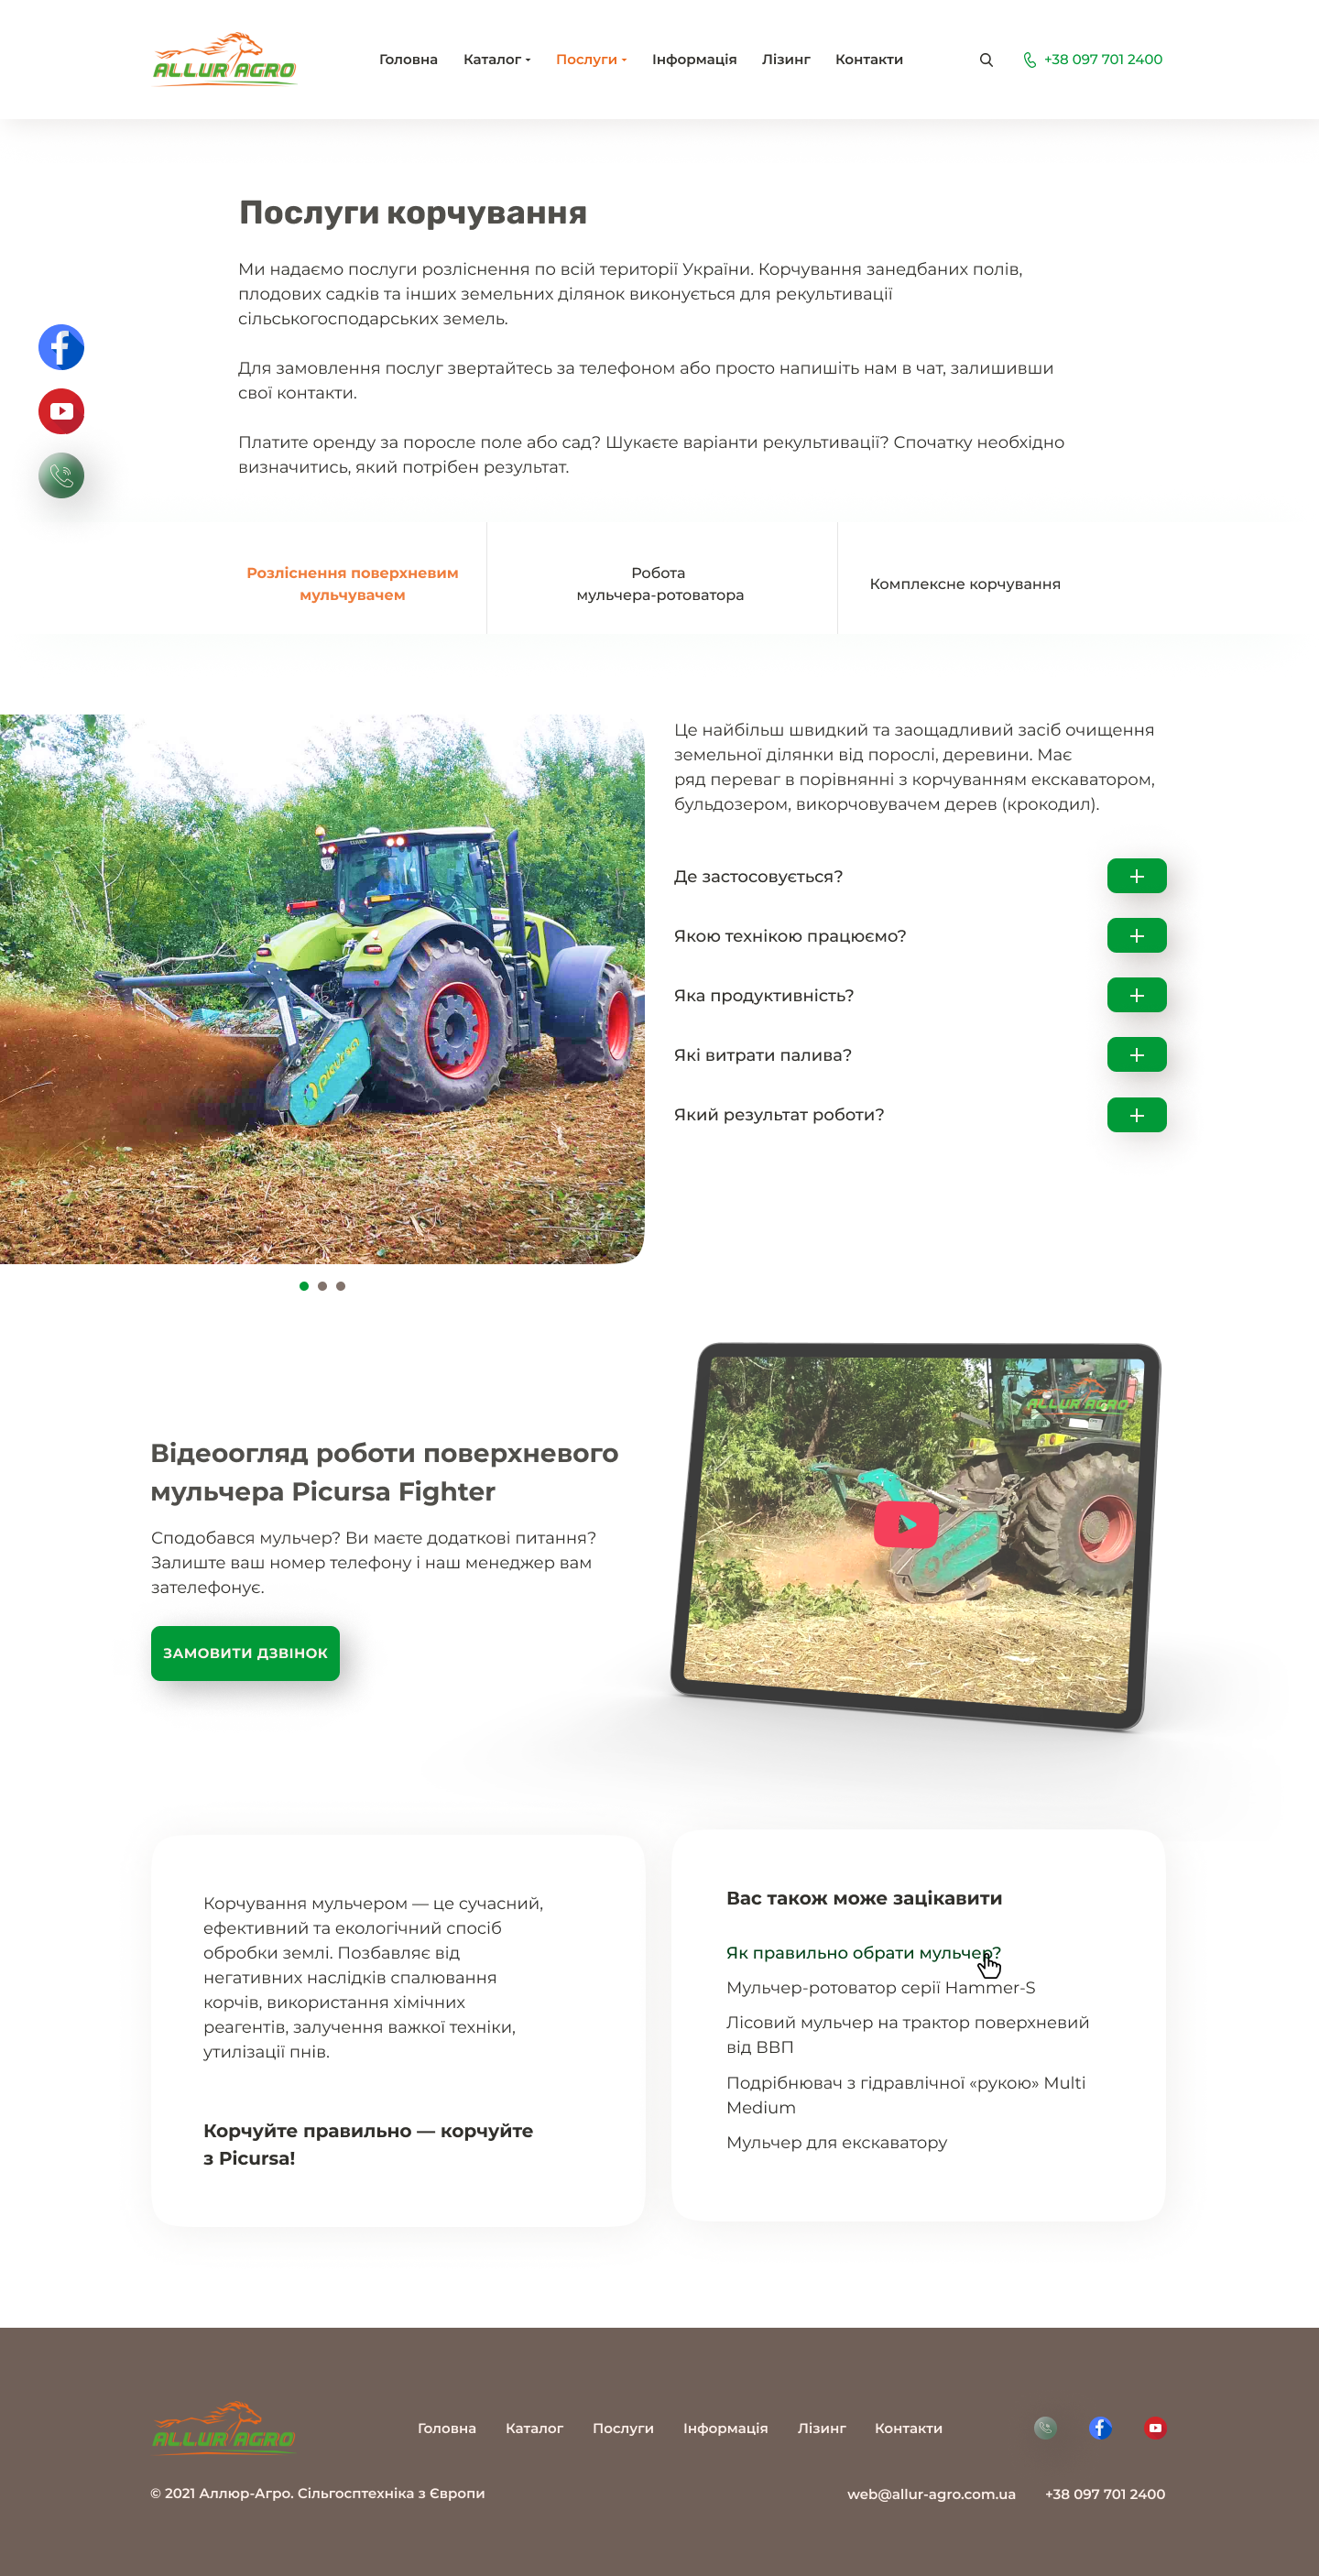 ALLUR AGRO
Головна Каталог Послуги Інформація Лізинг Контакти +38 097 701 2400
Послуги корчування
Ми надаємо послуги розліснення по всій території України. Корчування занедбаних полів,
плодових садків та інших земельних ділянок виконується для рекультивації
сільськогосподарських земель.
Для замовлення послуг звертайтесь за телефоном або просто напишіть нам в чат, залишивши
свої контакти.
Платите оренду за поросле поле або сад? Шукаєте варіанти рекультивації? Спочатку необхідно
визначитись, який потрібен результат.
Розліснення поверхневим
мульчувачем
Робота
мульчера-ротоватора
Комплексне корчування
Це найбільш швидкий та заощадливий засіб очищення
земельної ділянки від порослі, деревини. Має
ряд переваг в порівнянні з корчуванням екскаватором,
бульдозером, викорчовувачем дерев (крокодил).
Де застосовується?
Якою технікою працюємо?
Яка продуктивність?
Які витрати палива?
Який результат роботи?
Picursa
Відеоогляд роботи поверхневого
мульчера Picursa Fighter
Сподобався мульчер? Ви маєте додаткові питання?
Залиште ваш номер телефону і наш менеджер вам
зателефонує.
ЗАМОВИТИ ДЗВІНОК
ALLUR AGRO
Picursa
Корчування мульчером — це сучасний,
ефективний та екологічний спосіб
обробки землі. Позбавляє від
негативних наслідків спалювання
корчів, використання хімічних
реагентів, залучення важкої техніки,
утилізації пнів.
Корчуйте правильно — корчуйте
з Picursa!
Вас також може зацікавити
Як правильно обрати мульчер?
Мульчер-ротоватор серії Hammer-S
Лісовий мульчер на трактор поверхневий
від ВВП
Подрібнювач з гідравлічної «рукою» Multi
Medium
Мульчер для екскаватору
ALLUR AGRO
Головна Каталог Послуги Інформація Лізинг Контакти
© 2021 Аллюр-Агро. Сільгосптехніка з Європи
web@allur-agro.com.ua +38 097 701 2400